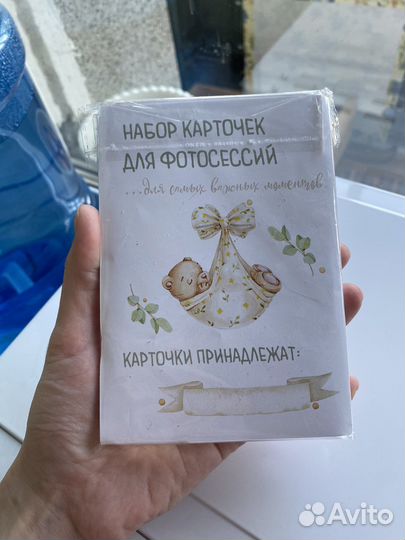 НАБОР КАРТОЧЕК
ДЛЯ ФОТОСЕССИЙ
...для самых важных моментов
КАРТОЧКИ ПРИНАДЛЕЖАТ:
Avito